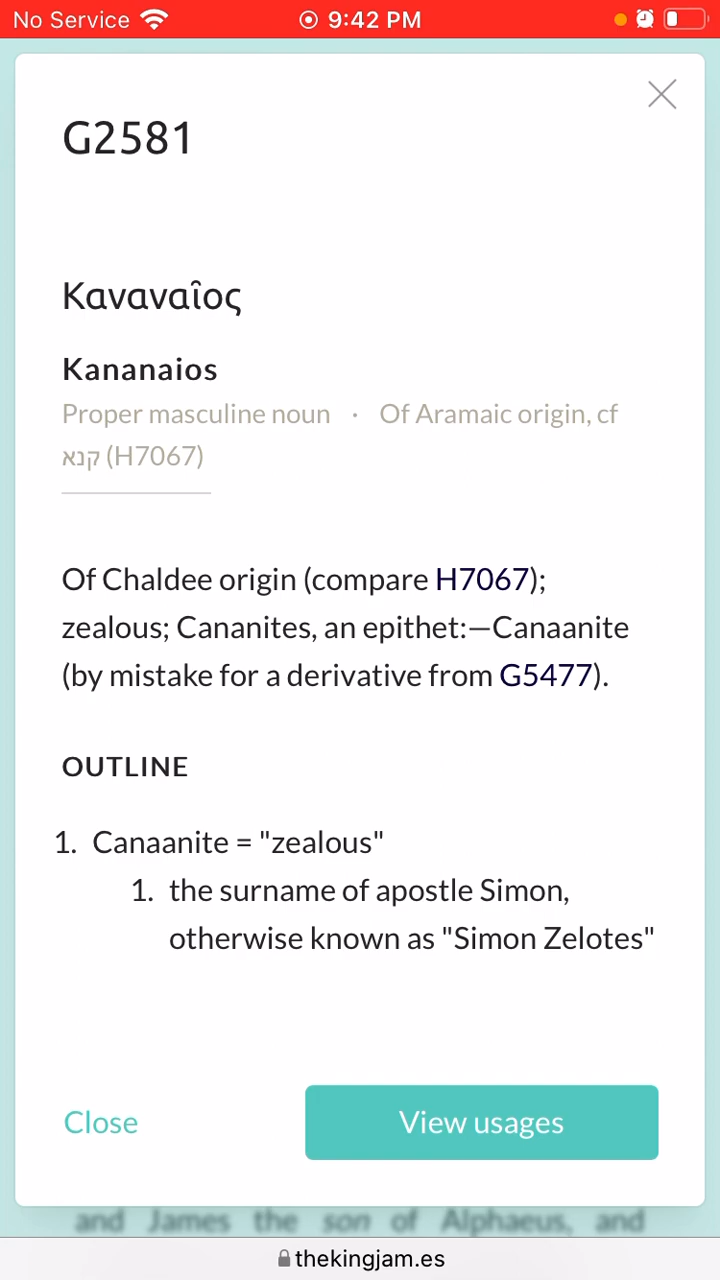 No Service 9:42 PM
G2581
Καναναῖος
Kananaios
Proper masculine noun · Of Aramaic origin, cf
קנא (H7067)
Of Chaldee origin (compare H7067);
zealous; Cananites, an epithet:—Canaanite
(by mistake for a derivative from G5477).
OUTLINE
1. Canaanite = "zealous"
1. the surname of apostle Simon,
otherwise known as "Simon Zelotes"
Close View usages
and James the son of Alphaeus, and
thekingjam.es